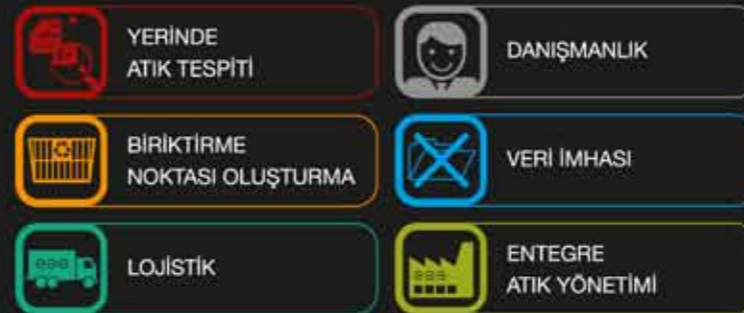 YERİNDE
ATIK TESPİTİ
DANIŞMANLIK
BİRİKTİRME
NOKTASI OLUŞTURMA
VERİ İMHASI
LOJİSTİK
ENTEGRE
ATIK YÖNETİMİ